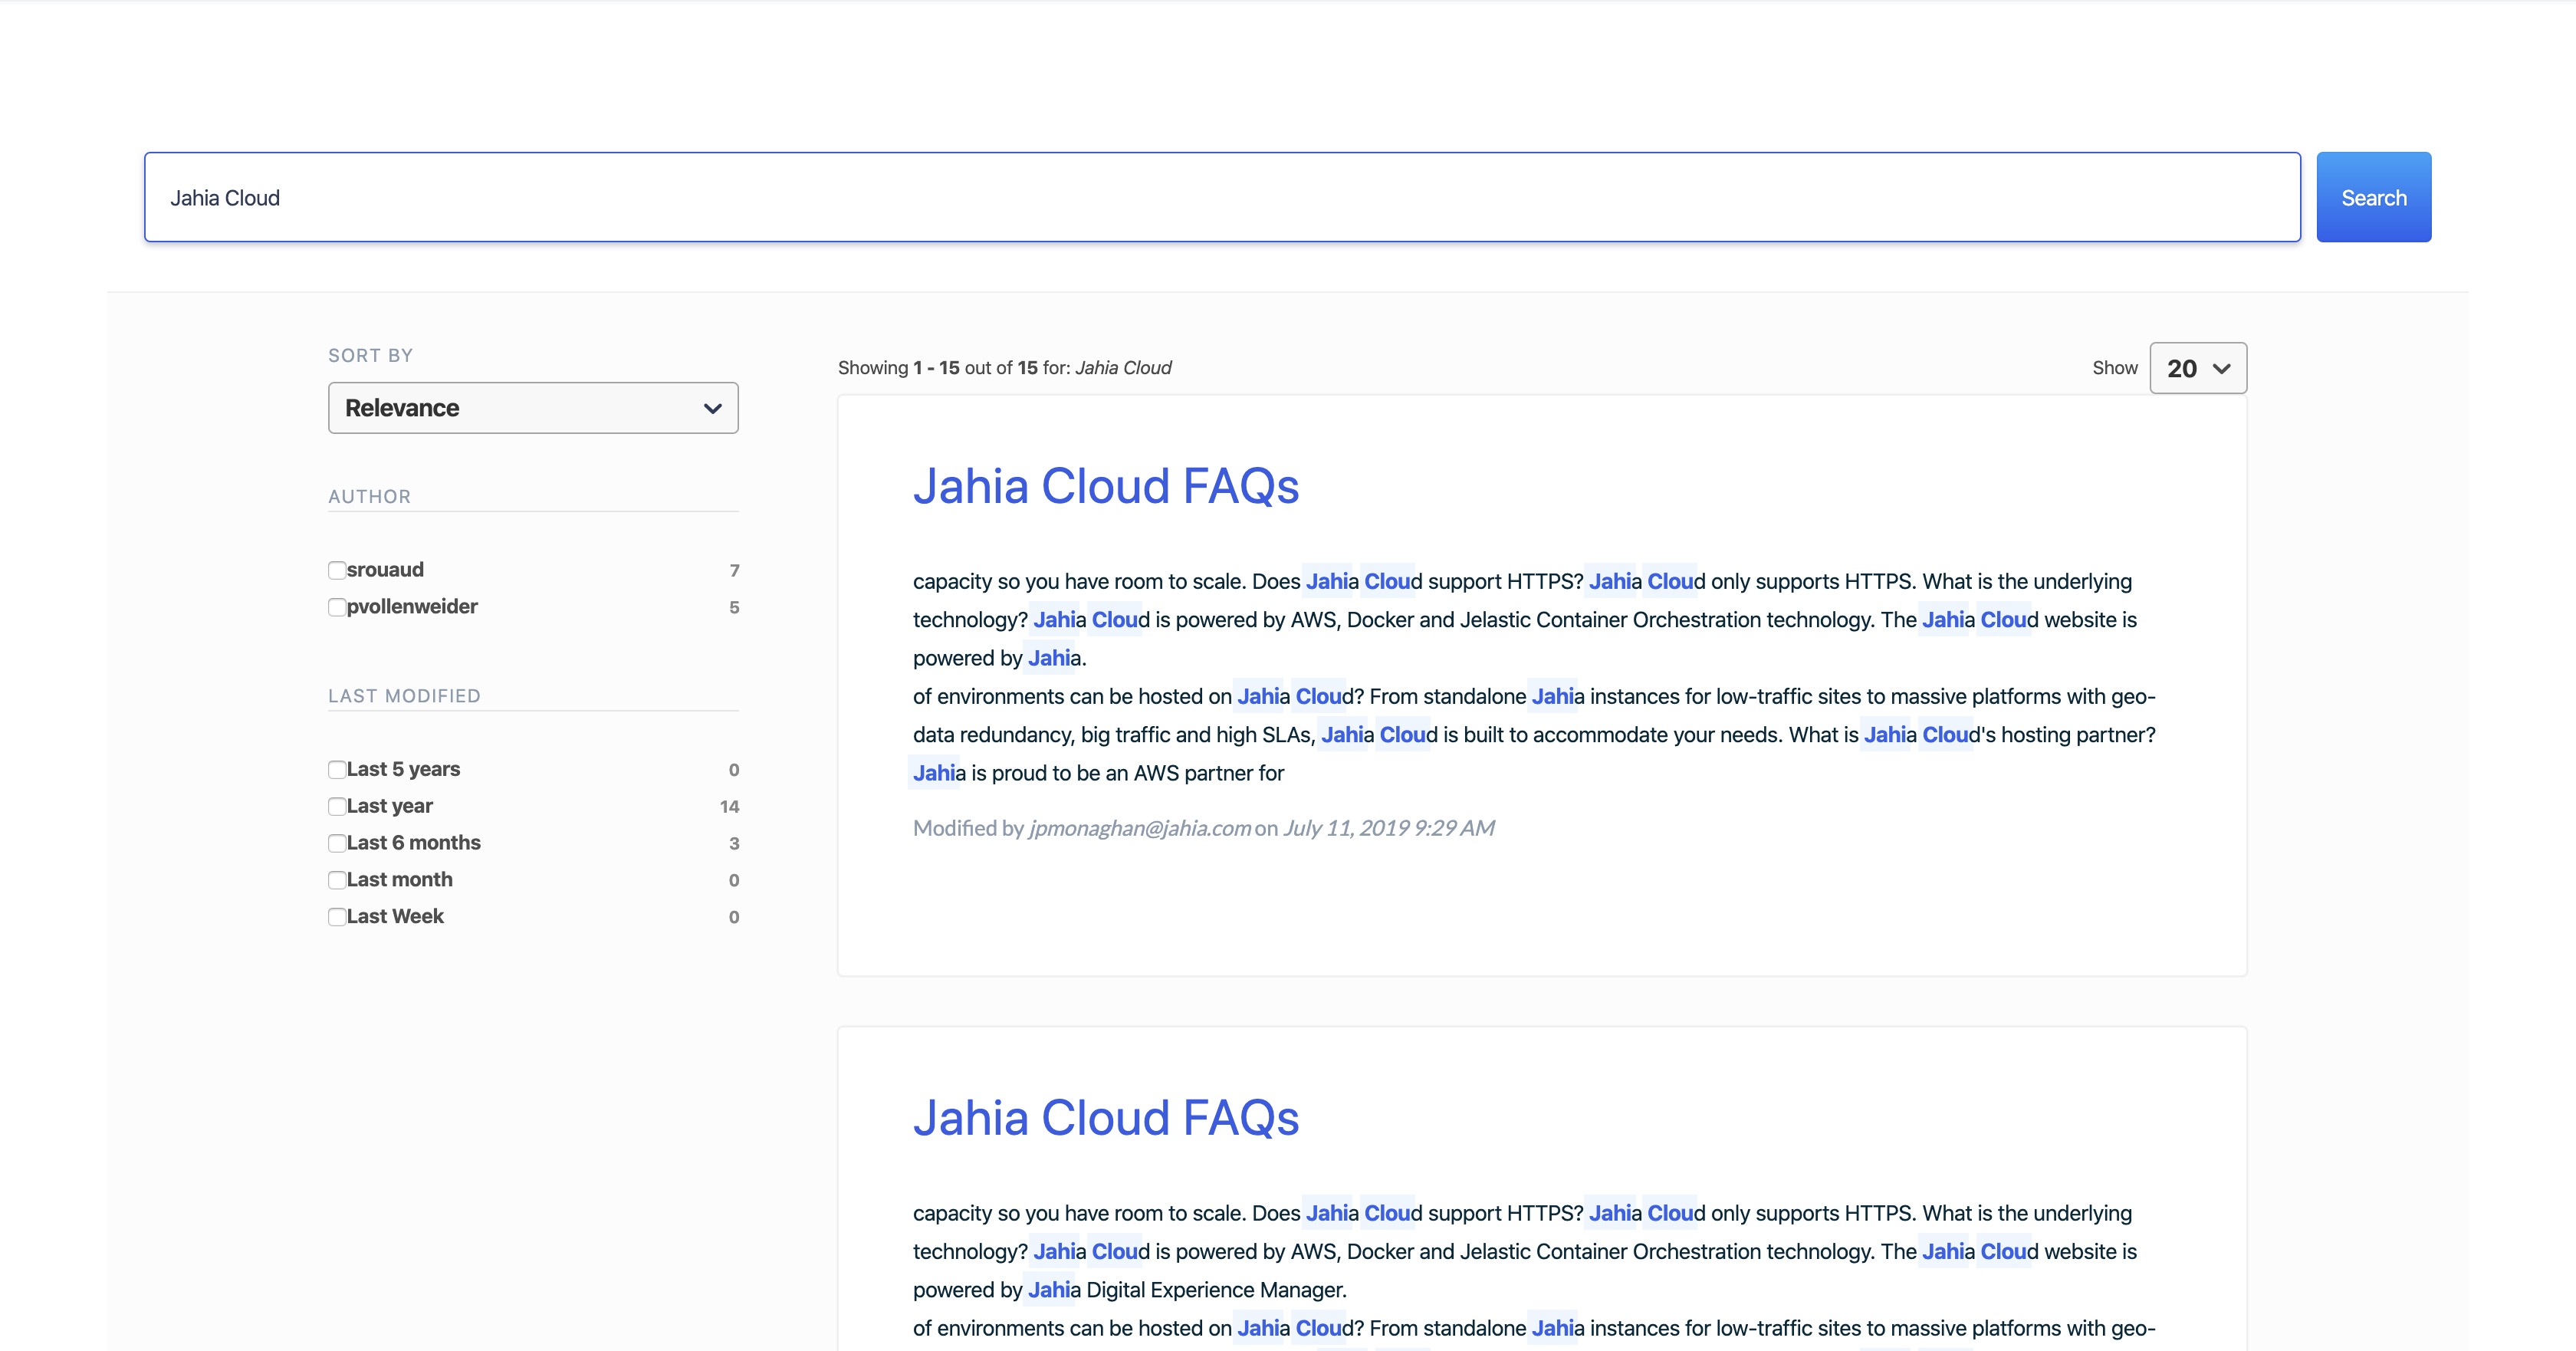 Jahia Cloud
Search
SORT BY
Relevance
AUTHOR
srouaud 7
pvollenweider 5
LAST MODIFIED
Last 5 years 0
Last year 14
Last 6 months 3
Last month 0
Last Week 0
Showing 1 - 15 out of 15 for: Jahia Cloud
Show 20
Jahia Cloud FAQs
capacity so you have room to scale. Does Jahia Cloud support HTTPS? Jahia Cloud only supports HTTPS. What is the underlying
technology? Jahia Cloud is powered by AWS, Docker and Jelastic Container Orchestration technology. The Jahia Cloud website is
powered by Jahia.
of environments can be hosted on Jahia Cloud? From standalone Jahia instances for low-traffic sites to massive platforms with geo-
data redundancy, big traffic and high SLAs, Jahia Cloud is built to accommodate your needs. What is Jahia Cloud's hosting partner?
Jahia is proud to be an AWS partner for
Modified by jpmonaghan@jahia.com on July 11, 2019 9:29 AM
Jahia Cloud FAQs
capacity so you have room to scale. Does Jahia Cloud support HTTPS? Jahia Cloud only supports HTTPS. What is the underlying
technology? Jahia Cloud is powered by AWS, Docker and Jelastic Container Orchestration technology. The Jahia Cloud website is
powered by Jahia Digital Experience Manager.
of environments can be hosted on Jahia Cloud? From standalone Jahia instances for low-traffic sites to massive platforms with geo-